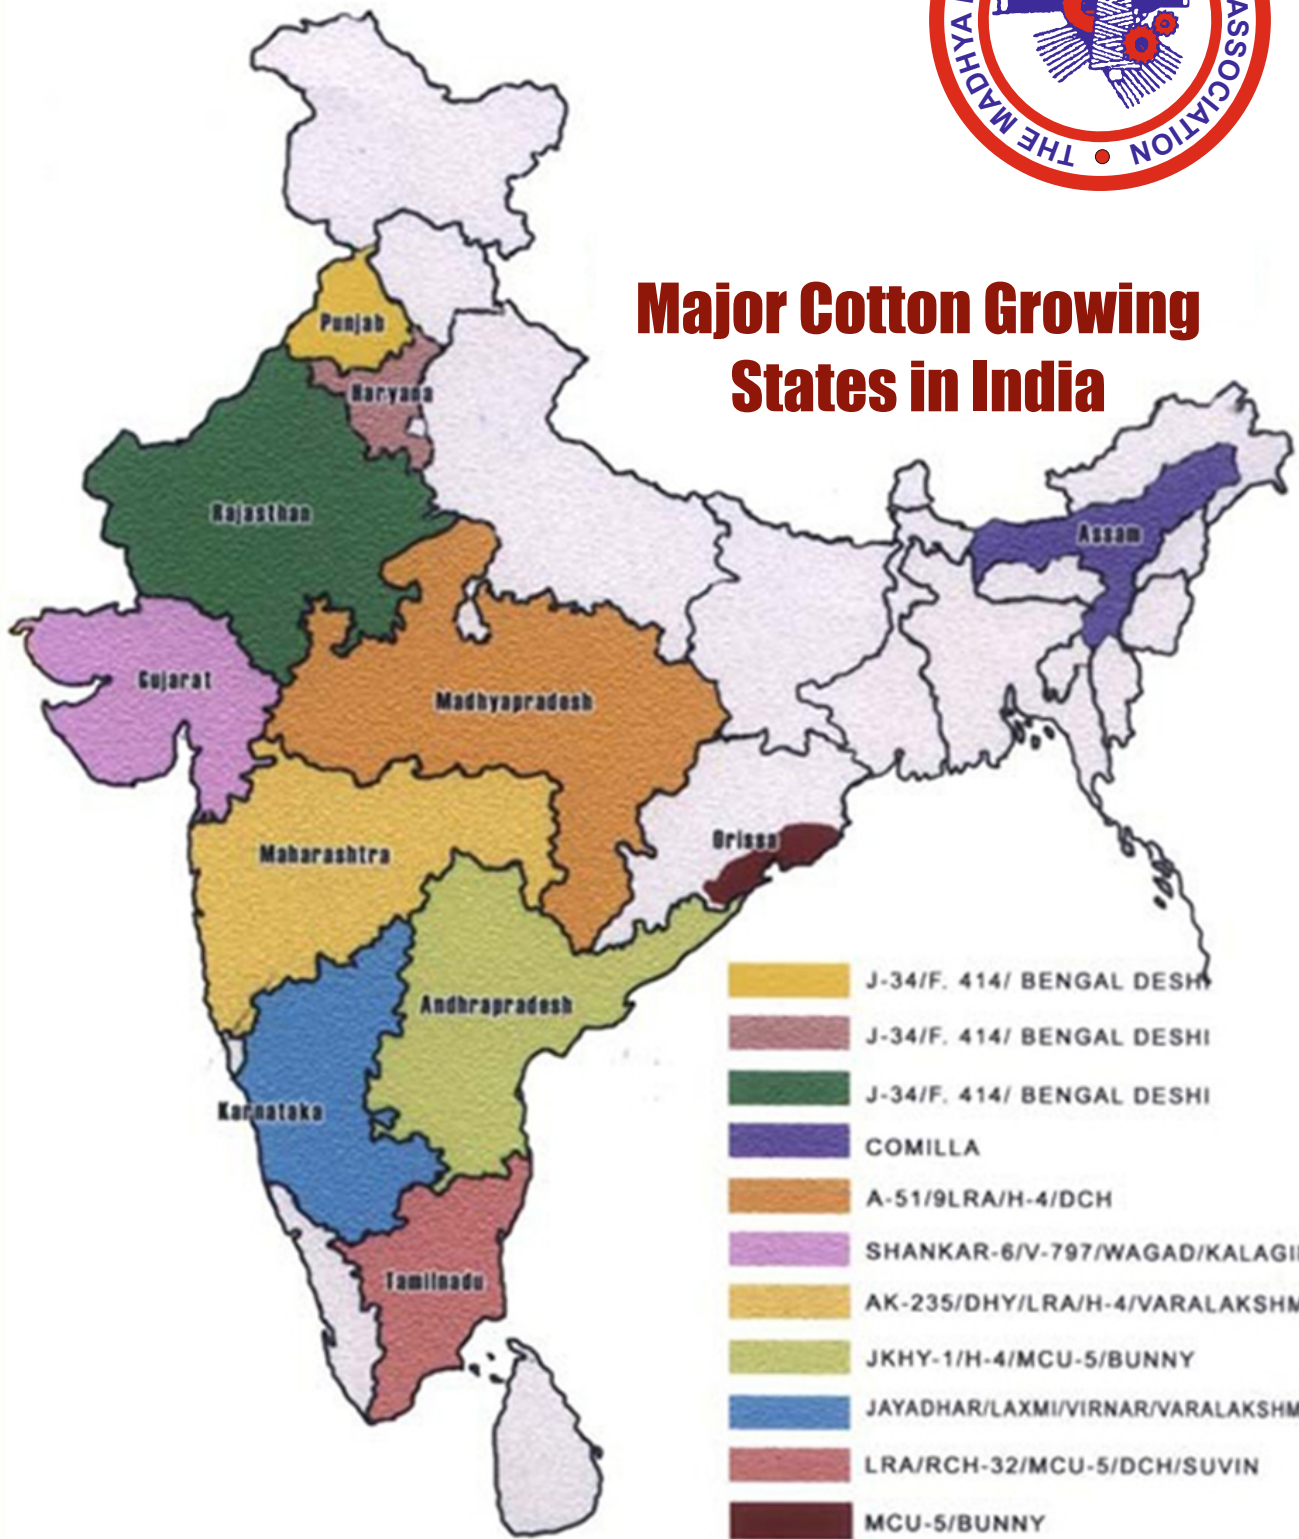 THE MADHYA
ASSOCIATION
Major Cotton Growing
States in India
Punjab
Haryana
Rajasthan
Assam
Gujarat
Madhyapradesh
Orissa
Maharashtra
Andhrapradesh
Karnataka
Tamilnadu
J-34/F. 414/ BENGAL DESHI
J-34/F. 414/ BENGAL DESHI
J-34/F. 414/ BENGAL DESHI
COMILLA
A-51/9LRA/H-4/DCH
SHANKAR-6/V-797/WAGAD/KALAGI
AK-235/DHY/LRA/H-4/VARALAKSHM
JKHY-1/H-4/MCU-5/BUNNY
JAYADHAR/LAXMI/VIRNAR/VARALAKSHM
LRA/RCH-32/MCU-5/DCH/SUVIN
MCU-5/BUNNY